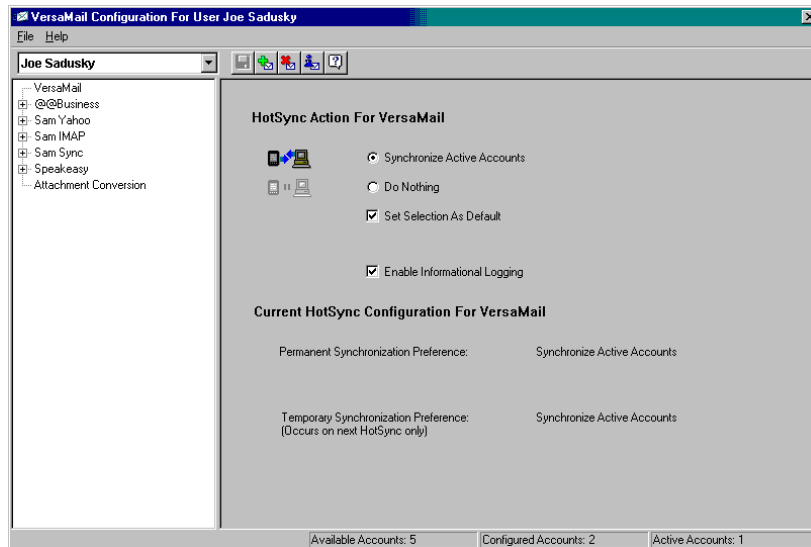 VersaMail Configuration For User Joe Sadusky
File Help
Joe Sadusky
VersaMail
@@Business
Sam Yahoo
Sam IMAP
Sam Sync
Speakeasy
Attachment Conversion
HotSync Action For VersaMail
Synchronize Active Accounts
Do Nothing
Set Selection As Default
Enable Informational Logging
Current HotSync Configuration For VersaMail
Permanent Synchronization Preference: Synchronize Active Accounts
Temporary Synchronization Preference: Synchronize Active Accounts
(Occurs on next HotSync only)
Available Accounts: 5 Configured Accounts: 2 Active Accounts: 1